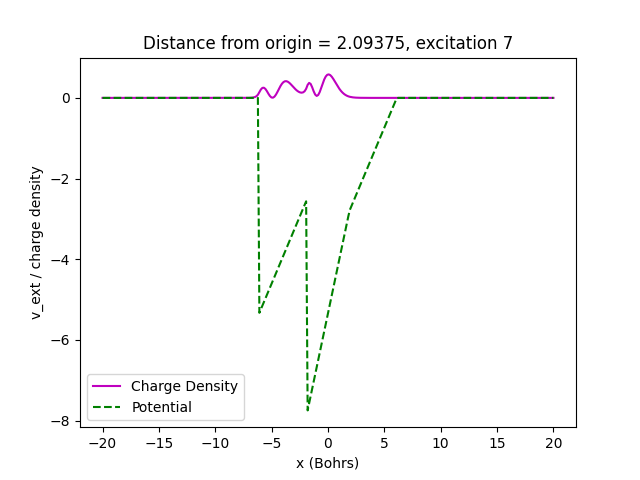 Distance from origin = 2.09375, excitation 7
v_ext / charge density
0
−2
−4
−6
−8
Charge Density
Potential
−20 −15 −10 −5 0 5 10 15 20
x (Bohrs)